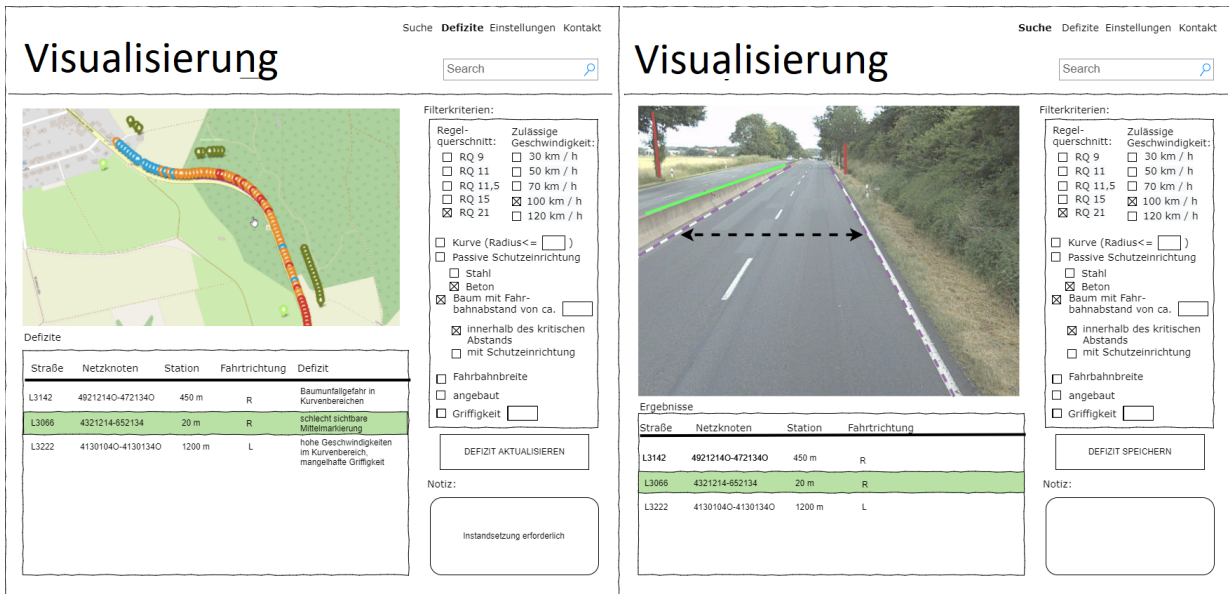 Suche Defizite Einstellungen Kontakt
Visualisierung
Search
Filterkriterien:
Regel-
querschnitt:
RQ 9
RQ 11
RQ 11,5
RQ 15
RQ 21
Zulässige
Geschwindigkeit:
30 km / h
50 km / h
70 km / h
100 km / h
120 km / h
Kurve (Radius<= )
Passive Schutzeinrichtung
Stahl
Beton
Baum mit Fahr-
bahnabstand von ca.
innerhalb des kritischen
Abstands
mit Schutzeinrichtung
Fahrbahnbreite
angebaut
Griffigkeit
DEFIZIT AKTUALISIEREN
Notiz:
Instandsetzung erforderlich
Defizite
Straße Netzknoten Station Fahrtrichtung Defizit
L3142 4921214O-472134O 450 m R Baumunfallgefahr in
Kurvenbereichen
L3066 4321214-652134 20 m R schlecht sichtbare
Mittelmarkierung
L3222 4130104O-4130134O 1200 m L hohe Geschwindigkeiten
im Kurvenbereich,
mangelhafte Griffigkeit
Suche Defizite Einstellungen Kontakt
Visualisierung
Search
Filterkriterien:
Regel-
querschnitt:
RQ 9
RQ 11
RQ 11,5
RQ 15
RQ 21
Zulässige
Geschwindigkeit:
30 km / h
50 km / h
70 km / h
100 km / h
120 km / h
Kurve (Radius<= )
Passive Schutzeinrichtung
Stahl
Beton
Baum mit Fahr-
bahnabstand von ca.
innerhalb des kritischen
Abstands
mit Schutzeinrichtung
Fahrbahnbreite
angebaut
Griffigkeit
DEFIZIT SPEICHERN
Notiz:
Ergebnisse
Straße Netzknoten Station Fahrtrichtung
L3142 4921214O-472134O 450 m R
L3066 4321214-652134 20 m R
L3222 4130104O-4130134O 1200 m L